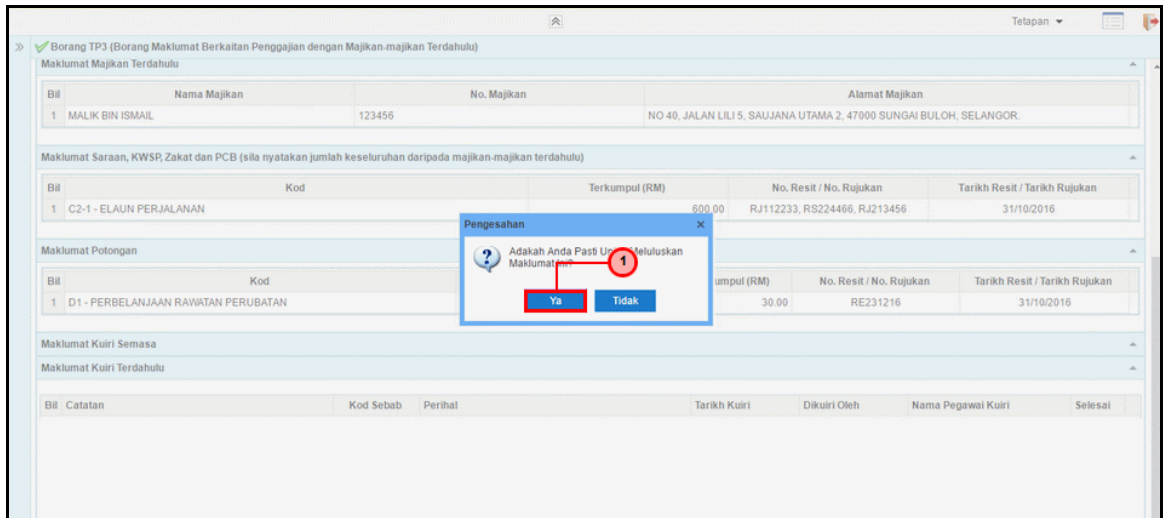 Tetapan
Borang TP3 (Borang Maklumat Berkaitan Penggajian dengan Majikan-majikan Terdahulu)
Maklumat Majikan Terdahulu
Bil Nama Majikan No. Majikan Alamat Majikan
1 MALIK BIN ISMAIL 123456 NO 40, JALAN LILI 5, SAUJANA UTAMA 2, 47000 SUNGAI BULOH, SELANGOR.
Maklumat Saraan, KWSP, Zakat dan PCB (sila nyatakan jumlah keseluruhan daripada majikan-majikan terdahulu)
Bil Kod Terkumpul (RM) No. Resit / No. Rujukan Tarikh Resit / Tarikh Rujukan
1 C2-1 - ELAUN PERJALANAN 600.00 RJ112233, RS224466, RJ213456 31/10/2016
Pengesahan
Adakah Anda Pasti Meluluskan
Maklumat Ini?
1
Ya Tidak
Maklumat Potongan
Bil Kod (RM) No. Resit / No. Rujukan Tarikh Resit / Tarikh Rujukan
1 D1 - PERBELANJAAN RAWATAN PERUBATAN 30.00 RE231216 31/10/2016
Maklumat Kuiri Semasa
Maklumat Kuiri Terdahulu
Bil Catatan Kod Sebab Perihal Tarikh Kuiri Dikuiri Oleh Nama Pegawai Kuiri Selesai